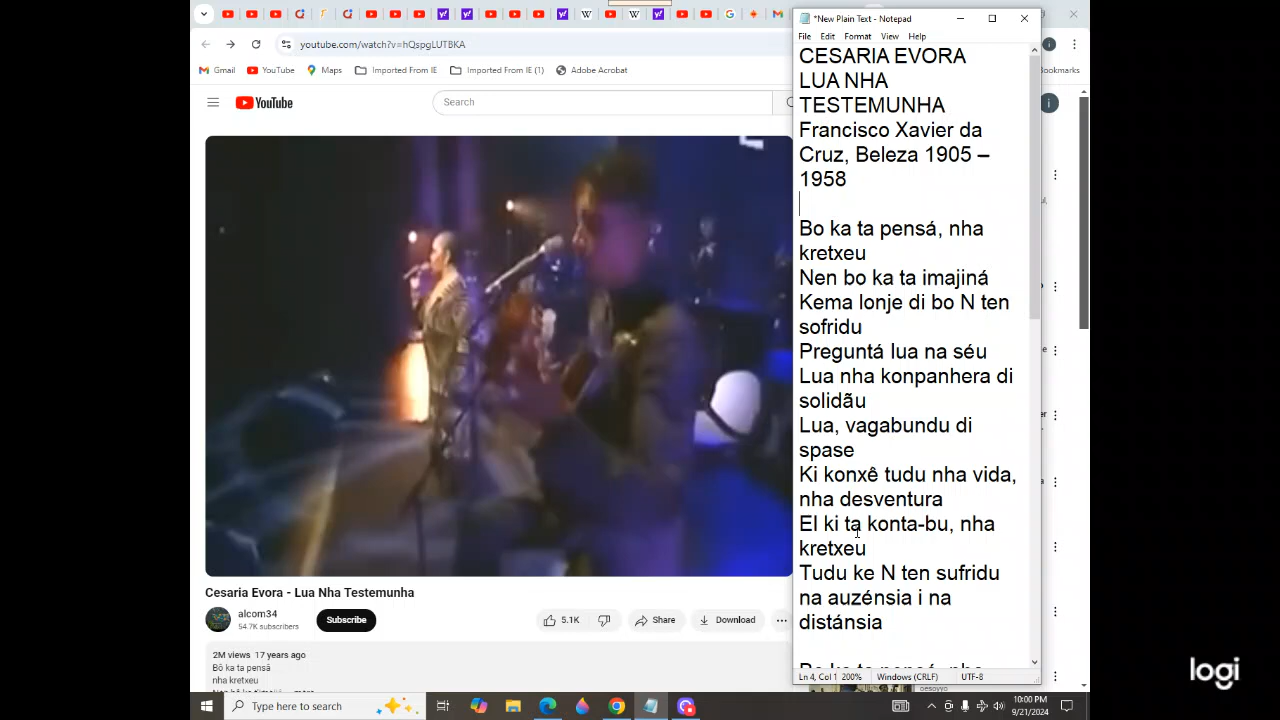 *New Plain Text - Notepad
youtube.com/watch?v=hQspgLUTBKA
File Edit Format View Help
Gmail YouTube Maps Imported From IE Imported From IE (1) Adobe Acrobat
YouTube
Search
CESARIA EVORA
LUA NHA
TESTEMUNHA
Francisco Xavier da
Cruz, Beleza 1905 –
1958
Bo ka ta pensá, nha
kretxeu
Nen bo ka ta imajiná
Kema lonje di bo N ten
sofridu
Preguntá lua na séu
Lua nha konpanhera di
solidãu
Lua, vagabundu di
spase
Ki konxê tudu nha vida,
nha desventura
El ki ta konta-bu, nha
kretxeu
Tudu ke N ten sufridu
na auzénsia i na
distánsia
Cesaria Evora - Lua Nha Testemunha
alcom34
54.7K subscribers
Subscribe
5.1K
Share
Download
2M views 17 years ago
Bô ka ta pensâ
nha kretxeu
Ln 4, Col 1 200% Windows (CRLF) UTF-8
Type here to search
10:00 PM
9/21/2024
logi